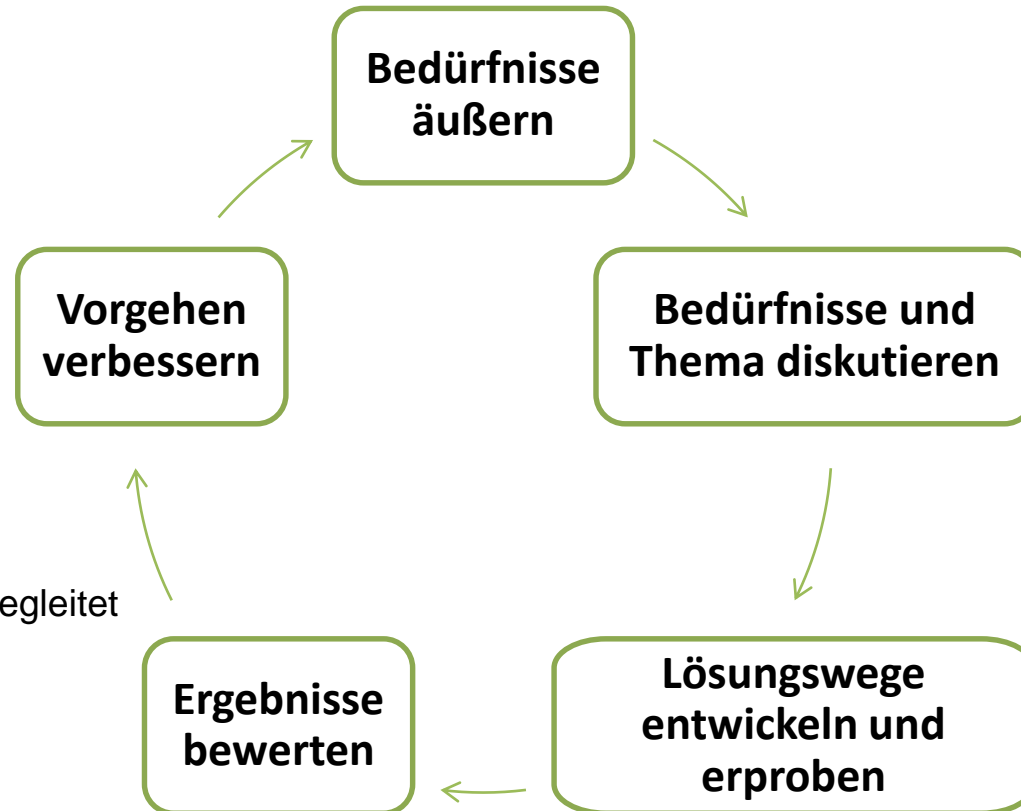 Bedürfnisse
äußern
Bedürfnisse und
Thema diskutieren
Lösungswege
entwickeln und
erproben
Ergebnisse
bewerten
Vorgehen
verbessern
egleitet